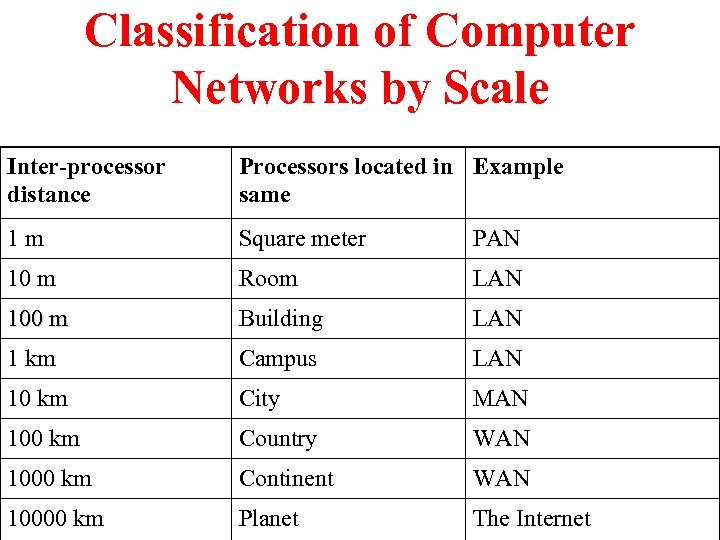 Classification of Computer
Networks by Scale
Inter-processor distance Processors located in same Example
1 m Square meter PAN
10 m Room LAN
100 m Building LAN
1 km Campus LAN
10 km City MAN
100 km Country WAN
1000 km Continent WAN
10000 km Planet The Internet